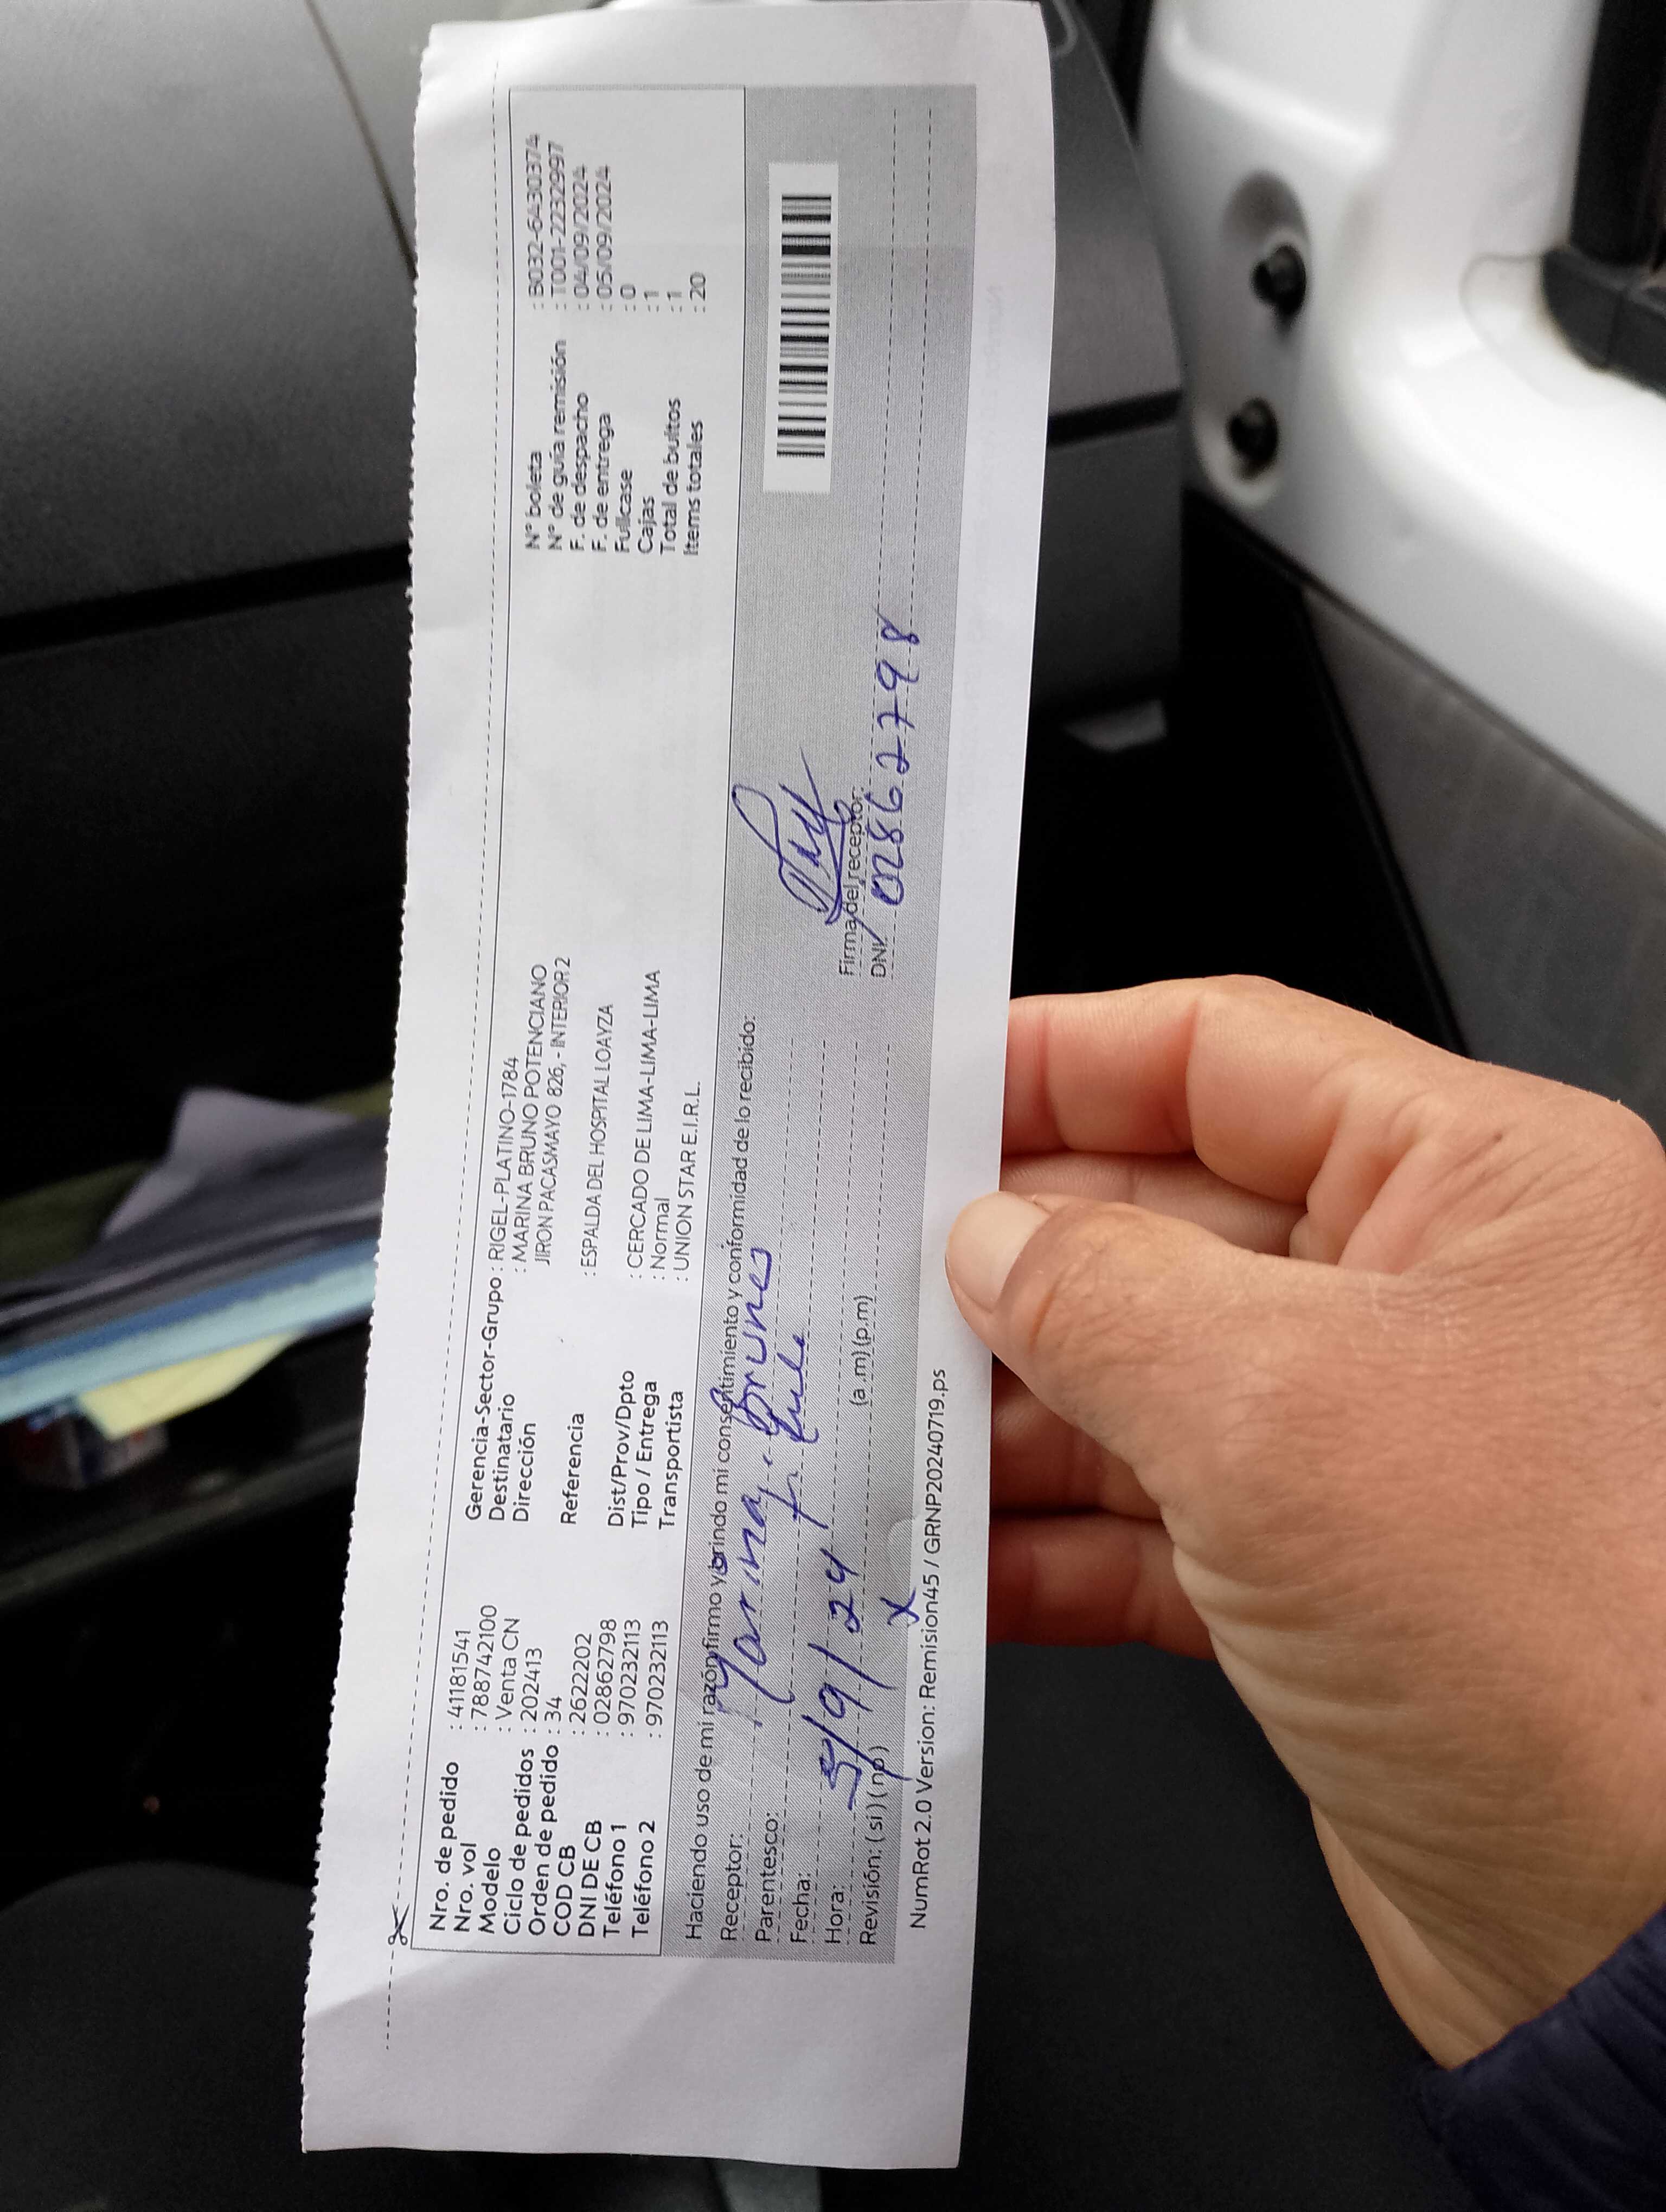 Nro. de pedido : 41181541
Nro. vol : 788742100
Modelo : Venta CN
Ciclo de pedidos : 202413
Orden de pedido : 34
COD CB : 2622202
DNI DE CB : 02862798
Teléfono 1 : 970232113
Teléfono 2 : 970232113
Gerencia-Sector-Grupo : RIGEL-PLATINO-1784
Destinatario : MARINA BRUNO POTENCIANO
Dirección JIRON PACASMAYO 826, - INTERIOR 2
Referencia : ESPALDA DEL HOSPITAL LOAYZA
Dist/Prov/Dpto : CERCADO DE LIMA-LIMA-LIMA
Tipo / Entrega : Normal
Transportista : UNION STAR E.I.R.L.
N° boleta : B032-6430374
N° de guía remisión : T001-2232997
F. de despacho : 04/09/2024
F. de entrega : 05/09/2024
Fullcase : 0
Cajas : 1
Total de bultos : 1
Items totales : 20
Haciendo uso de mi razón firmo y brindo mi consentimiento y conformidad de lo recibido:
Receptor: Marina Bruno
Parentesco:
Fecha: 5/9/24
Hora: (a.m) (p.m)
Revisión: (si) (no) x
Firma del receptor:
DNI: 02862798
NumRot 2.0 Version: Remision45 / GRNP20240719.ps